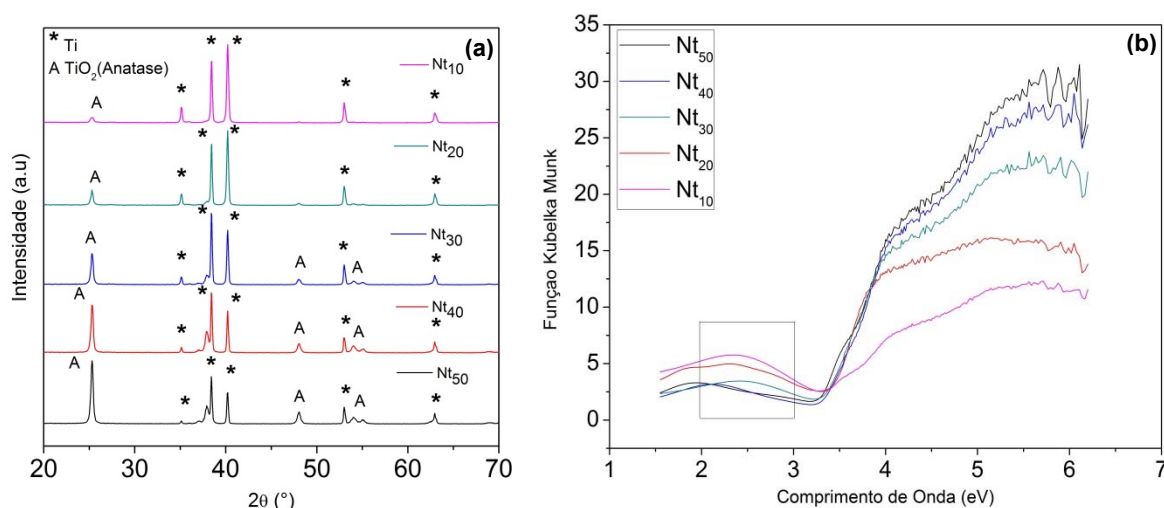 (a)
* Ti
A TiO2(Anatase)
Nt10
A * * * * *
Nt20
A * * * * *
Nt30
A * * * A * A *
Nt40
A * * * A * A *
Nt50
A * * * A * A *
Intensidade (a.u)
20 30 40 50 60 70
2θ (°)
(b)
Nt50
Nt40
Nt30
Nt20
Nt10
Funçao Kubelka Munk
35
30
25
20
15
10
5
0
1 2 3 4 5 6 7
Comprimento de Onda (eV)